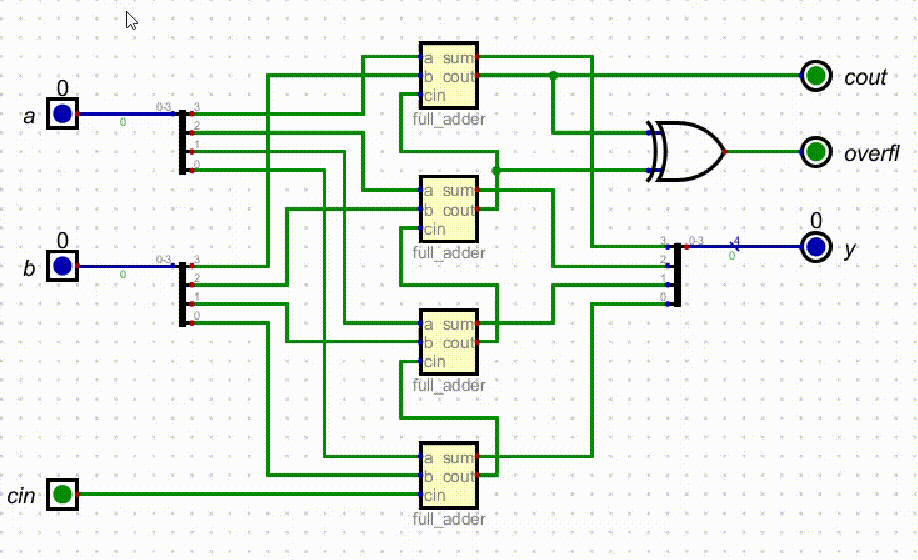 a sum
b cout
cin
full_adder
cout
0
a
0-3
0
3
2
1
0
overfl
a sum
b cout
cin
full_adder
0
b
0-3
0
3
2
1
0
3
2
1
0
0-3
4
0
0
y
a sum
b cout
cin
full_adder
a sum
b cout
cin
full_adder
cin